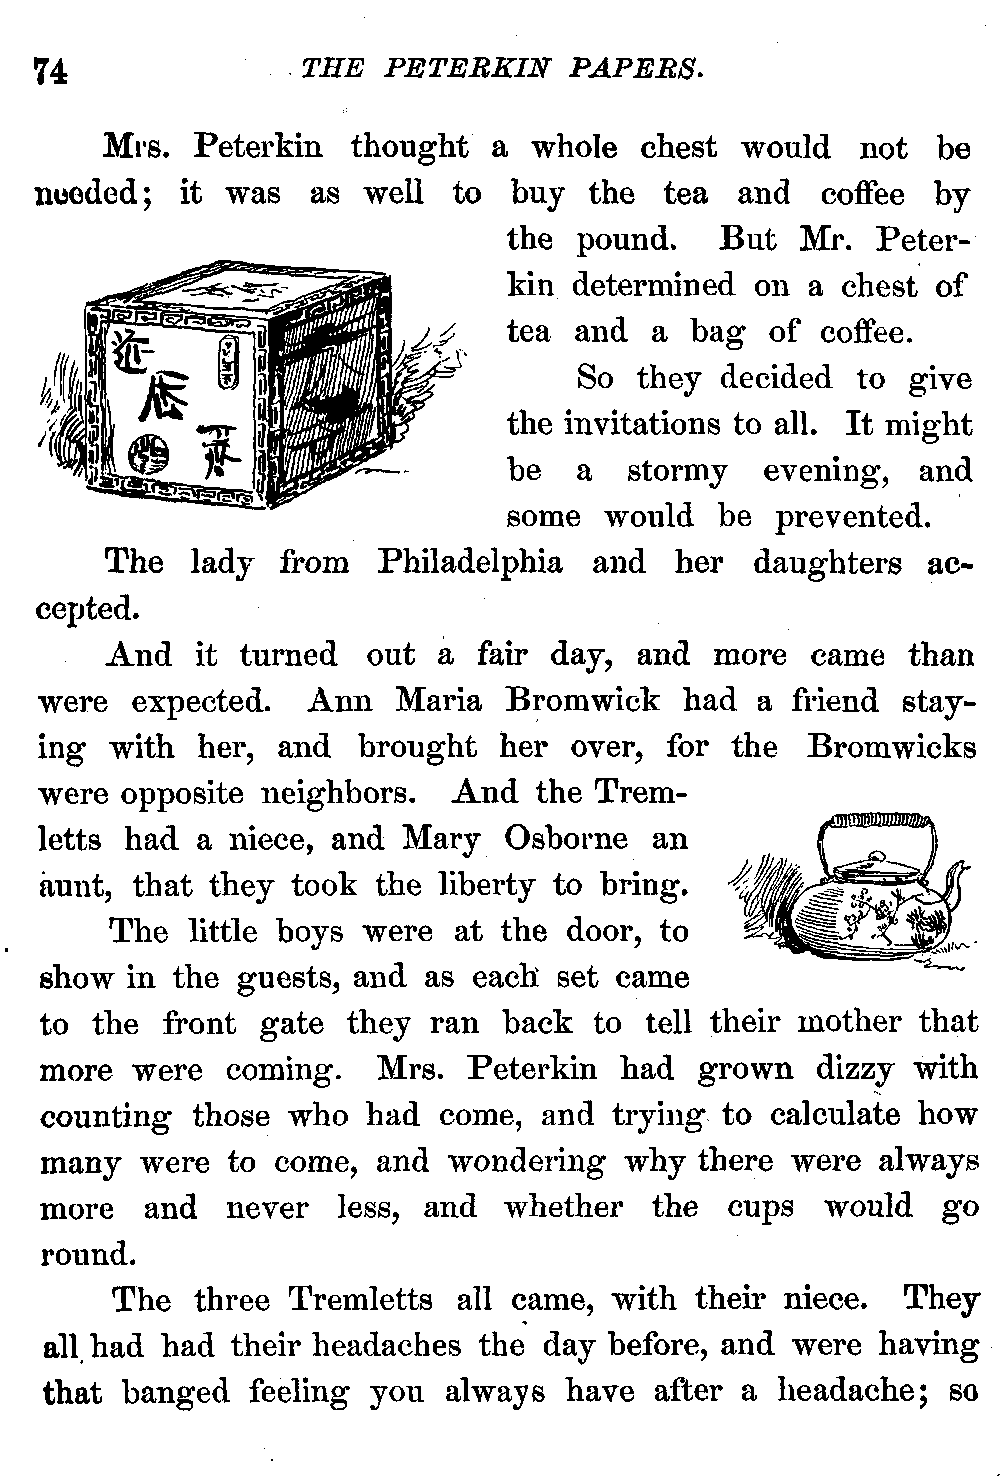 74 THE PETERKIN PAPERS.
Mrs. Peterkin thought a whole chest would not be
needed; it was as well to buy the tea and coffee by
the pound. But Mr. Peter-
kin determined on a chest of
tea and a bag of coffee.
So they decided to give
the invitations to all. It might
be a stormy evening, and
some would be prevented.
The lady from Philadelphia and her daughters ac-
cepted.
And it turned out a fair day, and more came than
were expected. Ann Maria Bromwick had a friend stay-
ing with her, and brought her over, for the Bromwicks
were opposite neighbors. And the Trem-
letts had a niece, and Mary Osborne an
aunt, that they took the liberty to bring.
The little boys were at the door, to
show in the guests, and as each set came
to the front gate they ran back to tell their mother that
more were coming. Mrs. Peterkin had grown dizzy with
counting those who had come, and trying to calculate how
many were to come, and wondering why there were always
more and never less, and whether the cups would go
round.
The three Tremletts all came, with their niece. They
all had had their headaches the day before, and were having
that banged feeling you always have after a headache; so